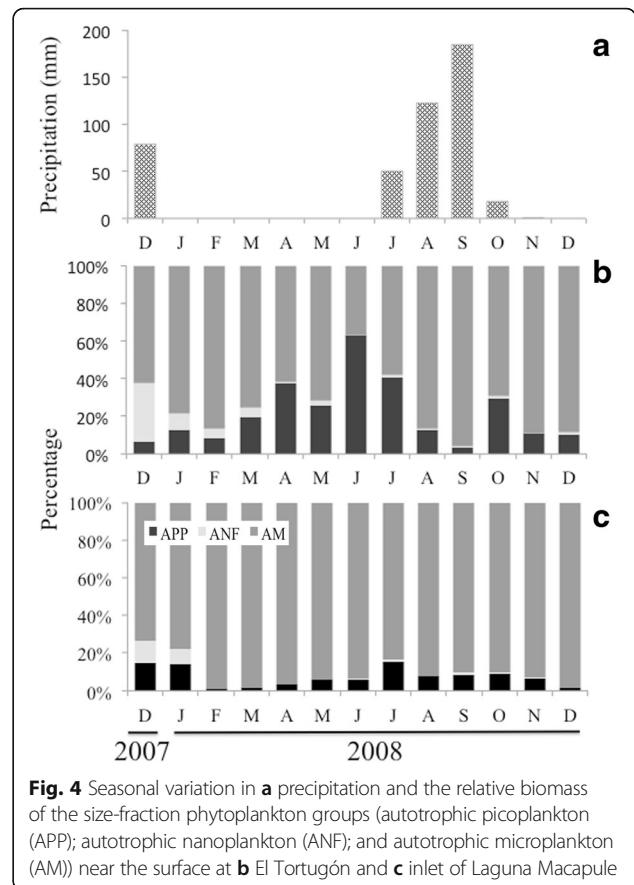 200
a
150
100
50
0
Precipitation (mm)
D J F M A M J J A S O N D
100%
b
80%
60%
40%
20%
0%
D J F M A M J J A S O N D
Percentage
100%
c
80%
APP ANF AM
60%
40%
20%
0%
D J F M A M J J A S O N D
2007 2008
Fig. 4 Seasonal variation in a precipitation and the relative biomass
of the size-fraction phytoplankton groups (autotrophic picoplankton
(APP); autotrophic nanoplankton (ANF); and autotrophic microplankton
(AM)) near the surface at b El Tortugón and c inlet of Laguna Macapule